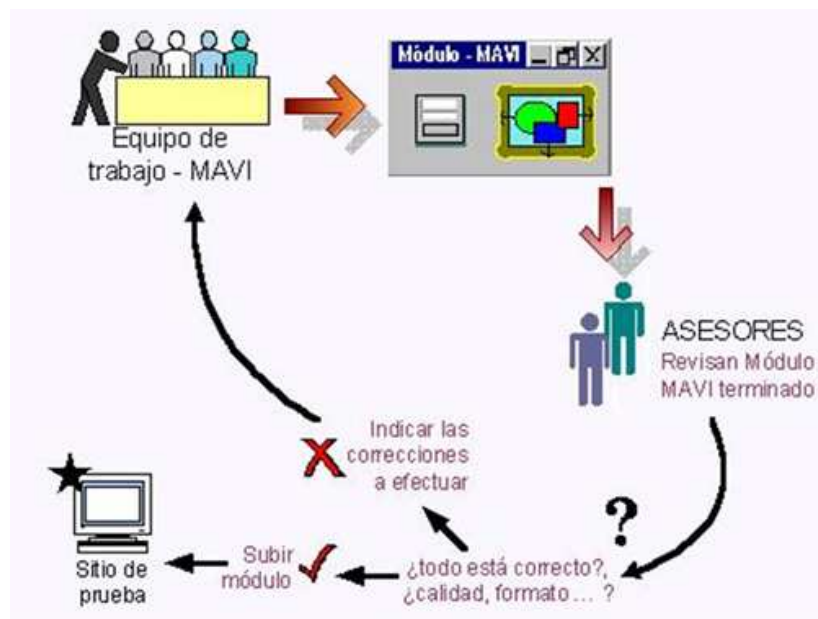 Módulo - MAVI
Equipo de
trabajo - MAVI
ASESORES
Revisan Módulo
MAVI terminado
?
¿todo está correcto?,
¿calidad, formato ... ?
Indicar las
correcciones
a efectuar
Subir
módulo
Sitio de
prueba